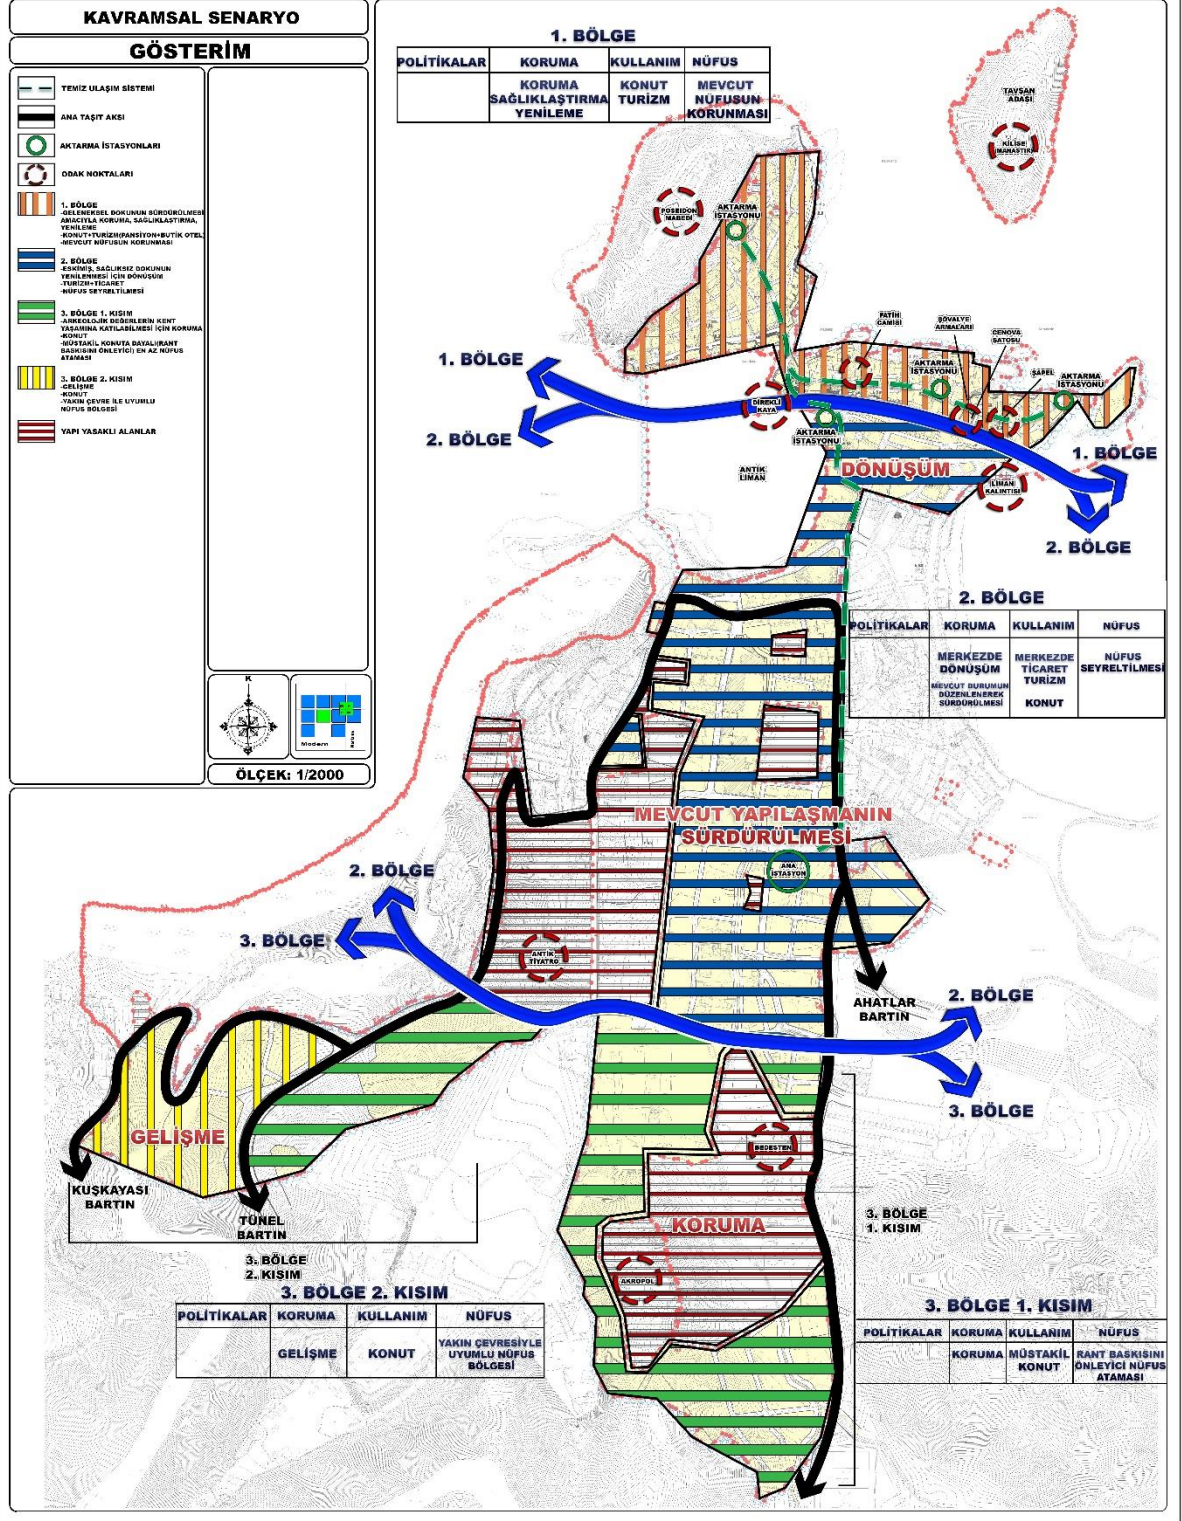 KAVRAMSAL SENARYO
GÖSTERİM
TEMİZ ULAŞIM SİSTEMİ
ANA TAŞIT AKSI
AKTARMA İSTASYONLARI
ODAK NOKTALARI
1. BÖLGE
-GELENEKSEL DOKUNUN SÜRDÜRÜLMESİ
AMACIYLA KORUMA, SAĞLIKLAŞTIRMA,
YENİLEME
-KONUT+TURİZM(PANSİYON+BUTİK OTEL)
-MEVCUT NÜFUSUN KORUNMASI
2. BÖLGE
-ESKİMİŞ, SAĞLIKSIZ DOKUNUN
YENİLENMESİ İÇİN DÖNÜŞÜM
-TURİZM+TİCARET
-NÜFUS SEYRELTİLMESİ
3. BÖLGE 1. KISIM
-ARKEOLOJİK DEĞERLERİN KENT
YAŞAMINA KATILABİLMESİ İÇİN KORUMA
-KONUT
-MÜSTAKİL KONUTA DAYALI(RANT
BASKISINI ÖNLEYİCİ) EN AZ NÜFUS
ATAMASI
3. BÖLGE 2. KISIM
-GELİŞME
-KONUT
-YAKIN ÇEVRE İLE UYUMLU
NÜFUS BÖLGESİ
YAPI YASAKLI ALANLAR
K
Modern
ÖLÇEK: 1/2000
1. BÖLGE
POLİTİKALAR KORUMA KULLANIM NÜFUS
KORUMA KONUT MEVCUT
SAĞLIKLAŞTIRMA TURİZM NÜFUSUN
YENİLEME KORUNMASI
TAVŞAN
ADASI
KİLİSE
MANASTIR
POSEİDON
MABEDİ
AKTARMA
İSTASYONU
FATİH
CAMİSİ
ŞÖVALYE
ARMALARI
CENOVA
ŞATOSU
AKTARMA
İSTASYONU
ŞAPEL
AKTARMA
İSTASYONU
1. BÖLGE
2. BÖLGE
DİREKLİ
KAYA
AKTARMA
İSTASYONU
ANTİK
LİMAN
DÖNÜŞÜM
LİMAN
KALINTISI
1. BÖLGE
2. BÖLGE
2. BÖLGE
POLİTİKALAR KORUMA KULLANIM NÜFUS
MERKEZDE MERKEZDE NÜFUS
DÖNÜŞÜM TİCARET SEYRELTİLMESİ
TURİZM
MEVCUT DURUMUN
DÜZENLENEREK
SÜRDÜRÜLMESİ KONUT
MEVCUT YAPILAŞMANIN
SÜRDÜRÜLMESİ
ANA
İSTASYON
2. BÖLGE
3. BÖLGE
ANTİK
TİYATRO
AHATLAR
BARTIN
2. BÖLGE
3. BÖLGE
GELİŞME
KUŞKAYASI
BARTIN
TÜNEL
BARTIN
3. BÖLGE
2. KISIM
BEDESTEN
KORUMA
AKROPOL
3. BÖLGE
1. KISIM
3. BÖLGE 2. KISIM
POLİTİKALAR KORUMA KULLANIM NÜFUS
GELİŞME KONUT YAKIN ÇEVRESİYLE
UYUMLU NÜFUS
BÖLGESİ
3. BÖLGE 1. KISIM
POLİTİKALAR KORUMA KULLANIM NÜFUS
KORUMA MÜSTAKİL RANT BASKISINI
KONUT ÖNLEYİCİ NÜFUS
ATAMASI